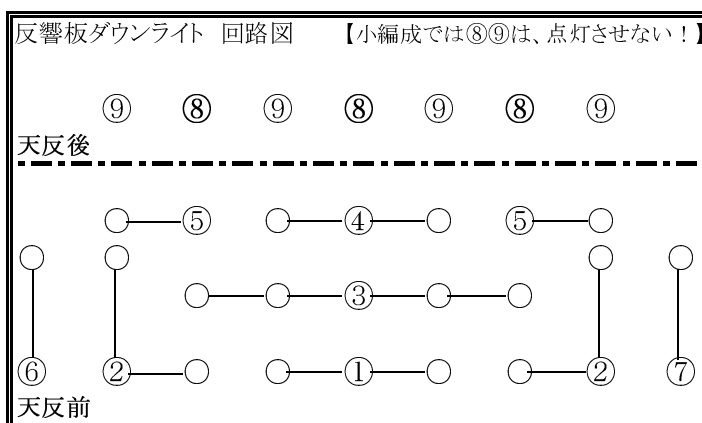 反響板ダウンライト 回路図 【小編成では⑧⑨は、点灯させない！】
⑨ ⑧ ⑨ ⑧ ⑨ ⑧ ⑨
天反後
⑤ ④ ⑤
③
⑥ ② ① ② ⑦
天反前